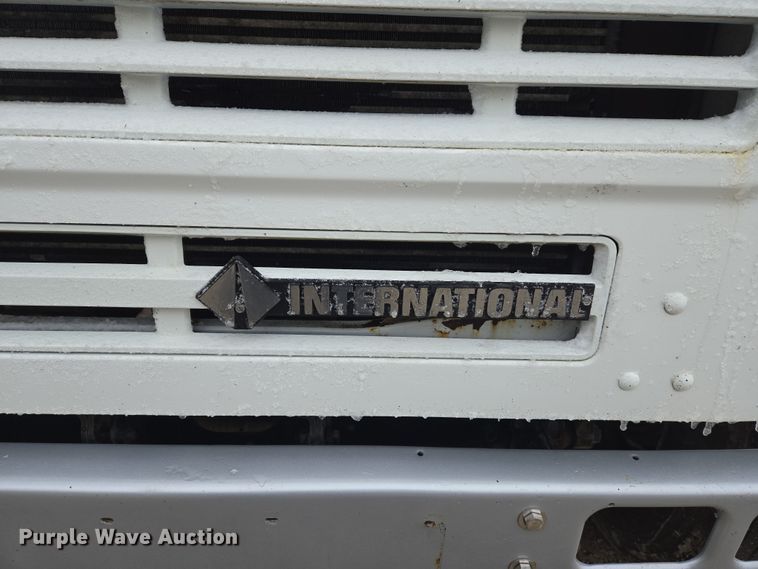 INTERNATIONAL
Purple Wave Auction